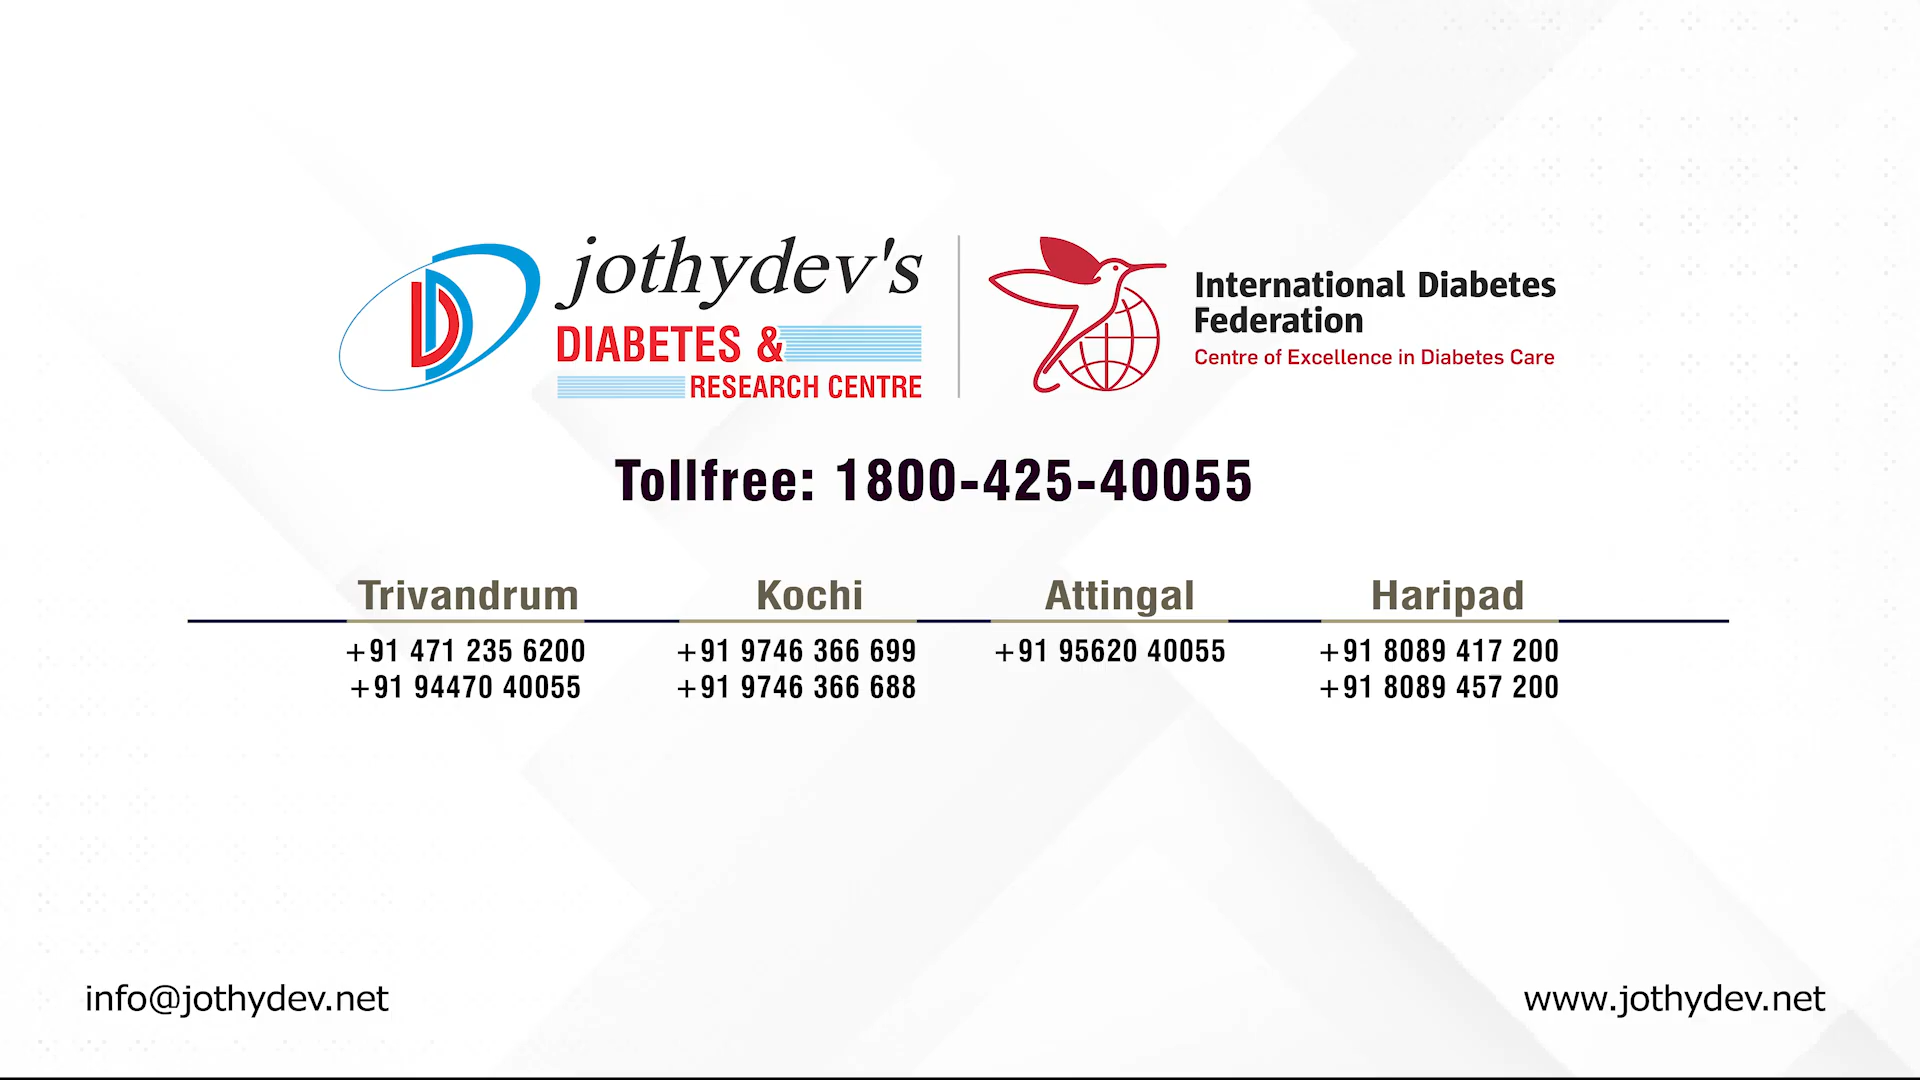 jothydev's
DIABETES &
RESEARCH CENTRE
International Diabetes
Federation
Centre of Excellence in Diabetes Care
Tollfree: 1800-425-40055
Trivandrum
+91 471 235 6200
+91 94470 40055
Kochi
+91 9746 366 699
+91 9746 366 688
Attingal
+91 95620 40055
Haripad
+91 8089 417 200
+91 8089 457 200
info@jothydev.net
www.jothydev.net